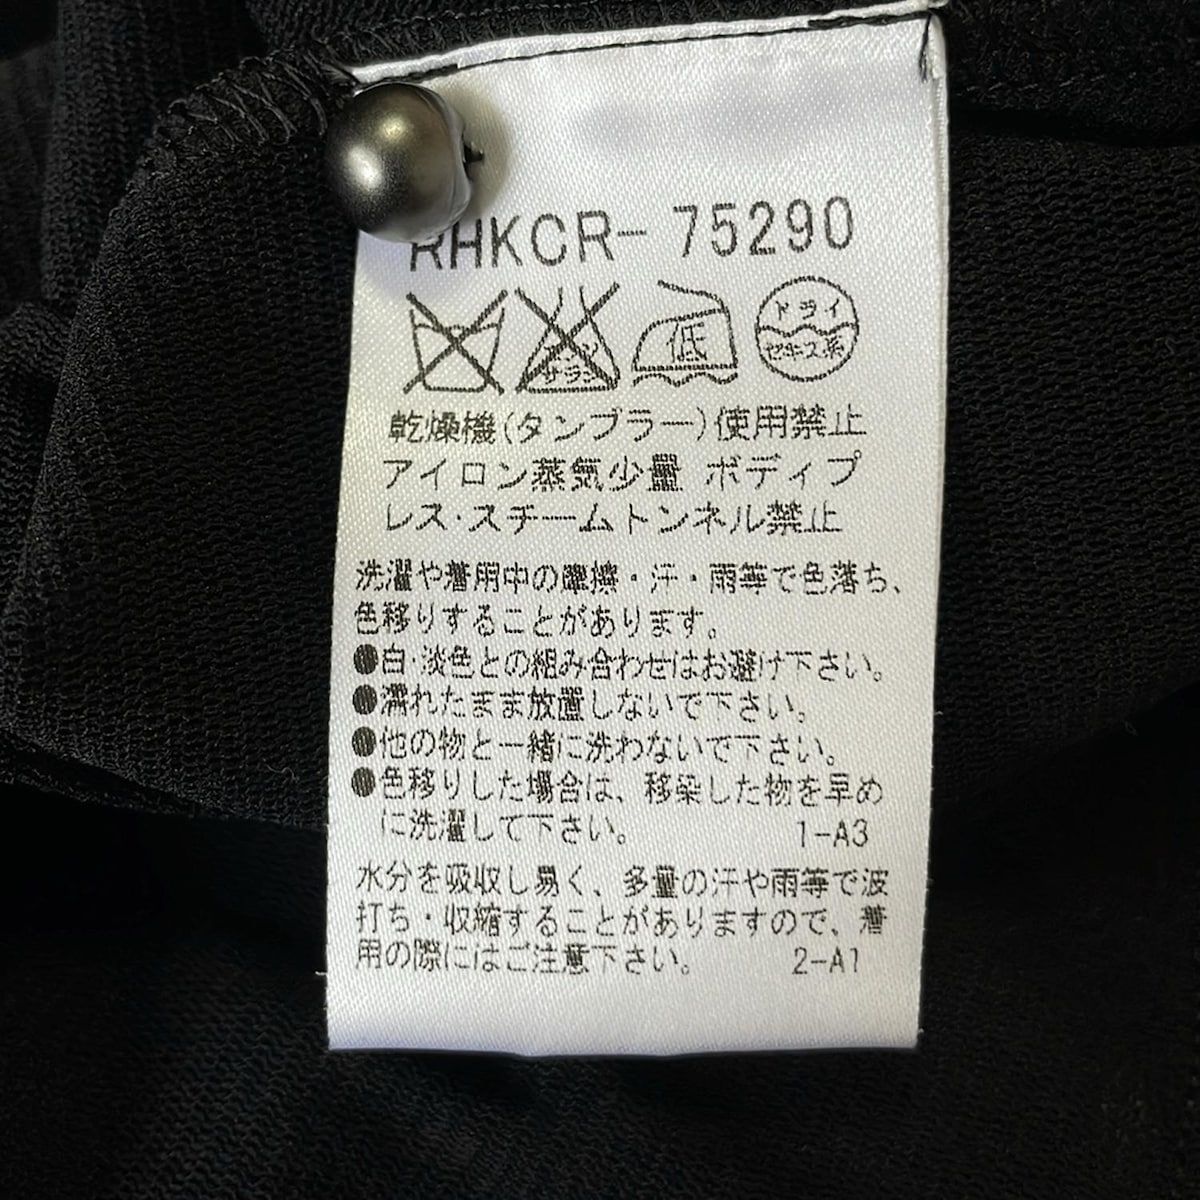 RHKCR- 75290
エンソ サラシ
低
ドライ
セキユ系
乾燥機(タンブラー)使用禁止
アイロン蒸気少量 ボディプ
レス·スチームトンネル禁止
洗濯や着用中の摩擦・汗・雨等で色落ち、
色移りすることがあります。
●白·淡色との組み合わせはお避け下さい。
●濡れたまま放置しないで下さい。
●他の物と一緒に洗わないで下さい。
●色移りした場合は、移染した物を早め
に洗濯して下さい。 1-A3
水分を吸収し易く、多量の汗や雨等で波
打ち・収縮することがありますので、着
用の際にはご注意下さい。 2-A1